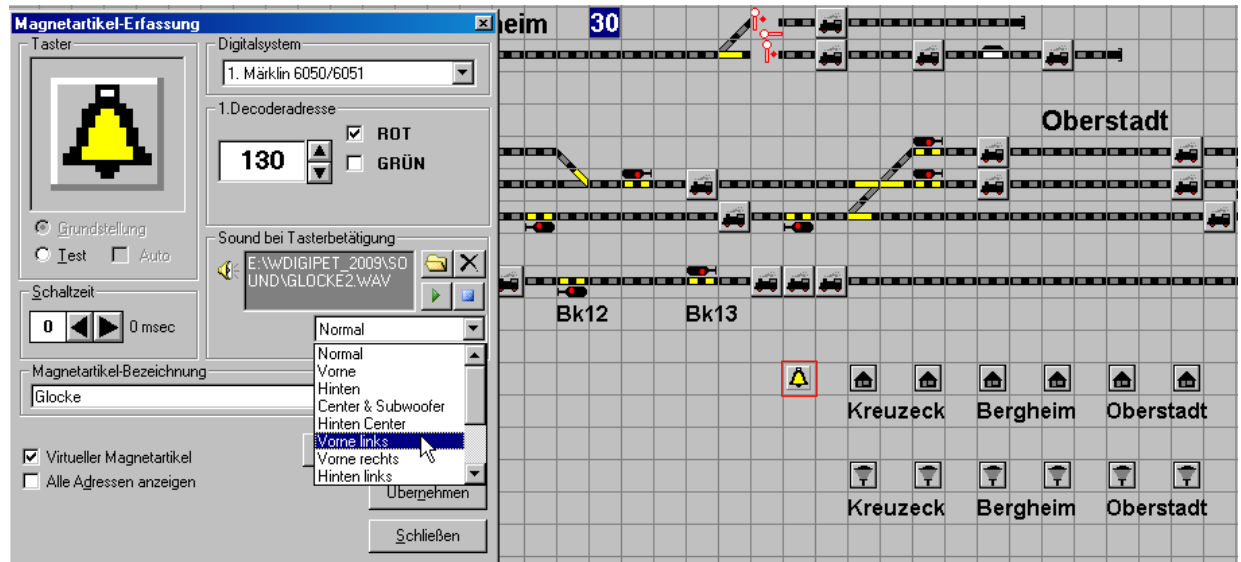 Magnetartikel-Erfassung
Taster
Grundstellung
Test
Auto
Schaltzeit
0
0 msec
Digitalsystem
1. Märklin 6050/6051
1.Decoderadresse
130
ROT
GRÜN
Sound bei Tasterbetätigung
E:\WDIGIPET_2009\SO
UND\GLOCKE2.WAV
Normal
Normal
Vorne
Hinten
Center & Subwoofer
Hinten Center
Vorne links
Vorne rechts
Hinten links
Magnetartikel-Bezeichnung
Glocke
Virtueller Magnetartikel
Alle Adressen anzeigen
Übernehmen
Schließen
heim
30
Oberstadt
Bk12
Bk13
Kreuzeck
Bergheim
Oberstadt
Kreuzeck
Bergheim
Oberstadt